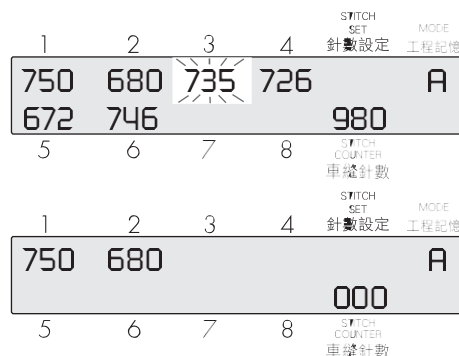 STITCH
SET
MODE
1 2 3 4 針數設定 工程記憶
750 680 735 726 A
672 746 980
5 6 7 8 STITCH
COUNTER
車縫針數
STITCH
SET
MODE
1 2 3 4 針數設定 工程記憶
750 680 A
000
5 6 7 8 STITCH
COUNTER
車縫針數